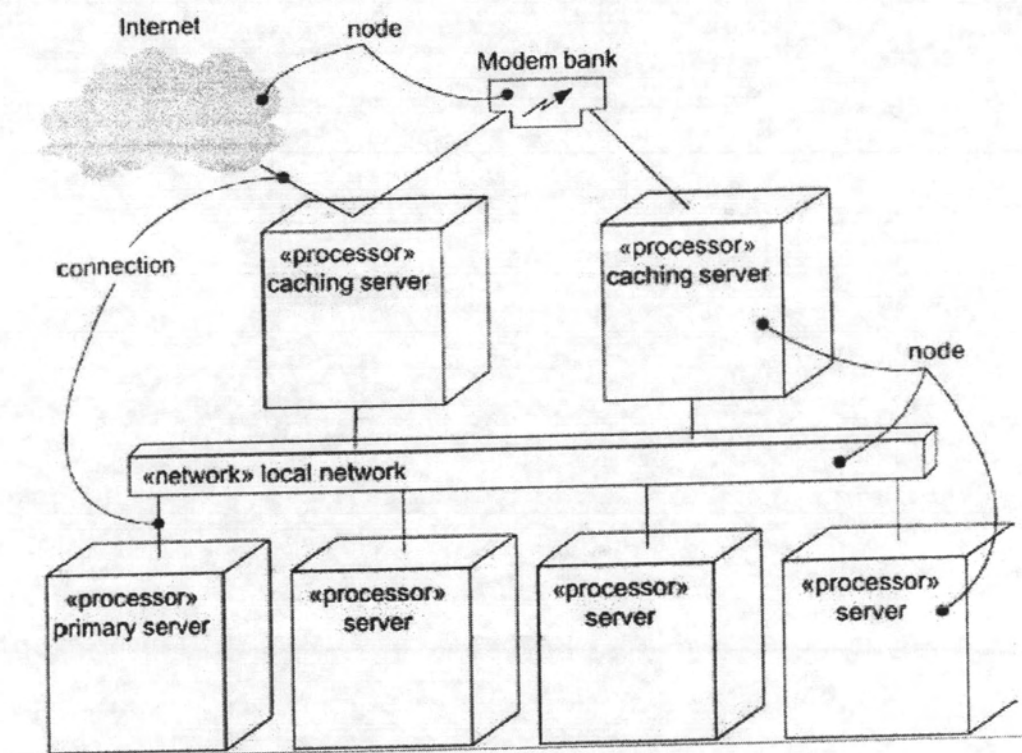 Internet
node
Modem bank
connection
«processor»
caching server
«processor»
caching server
node
«network» local network
«processor»
primary server
«processor»
server
«processor»
server
«processor»
server